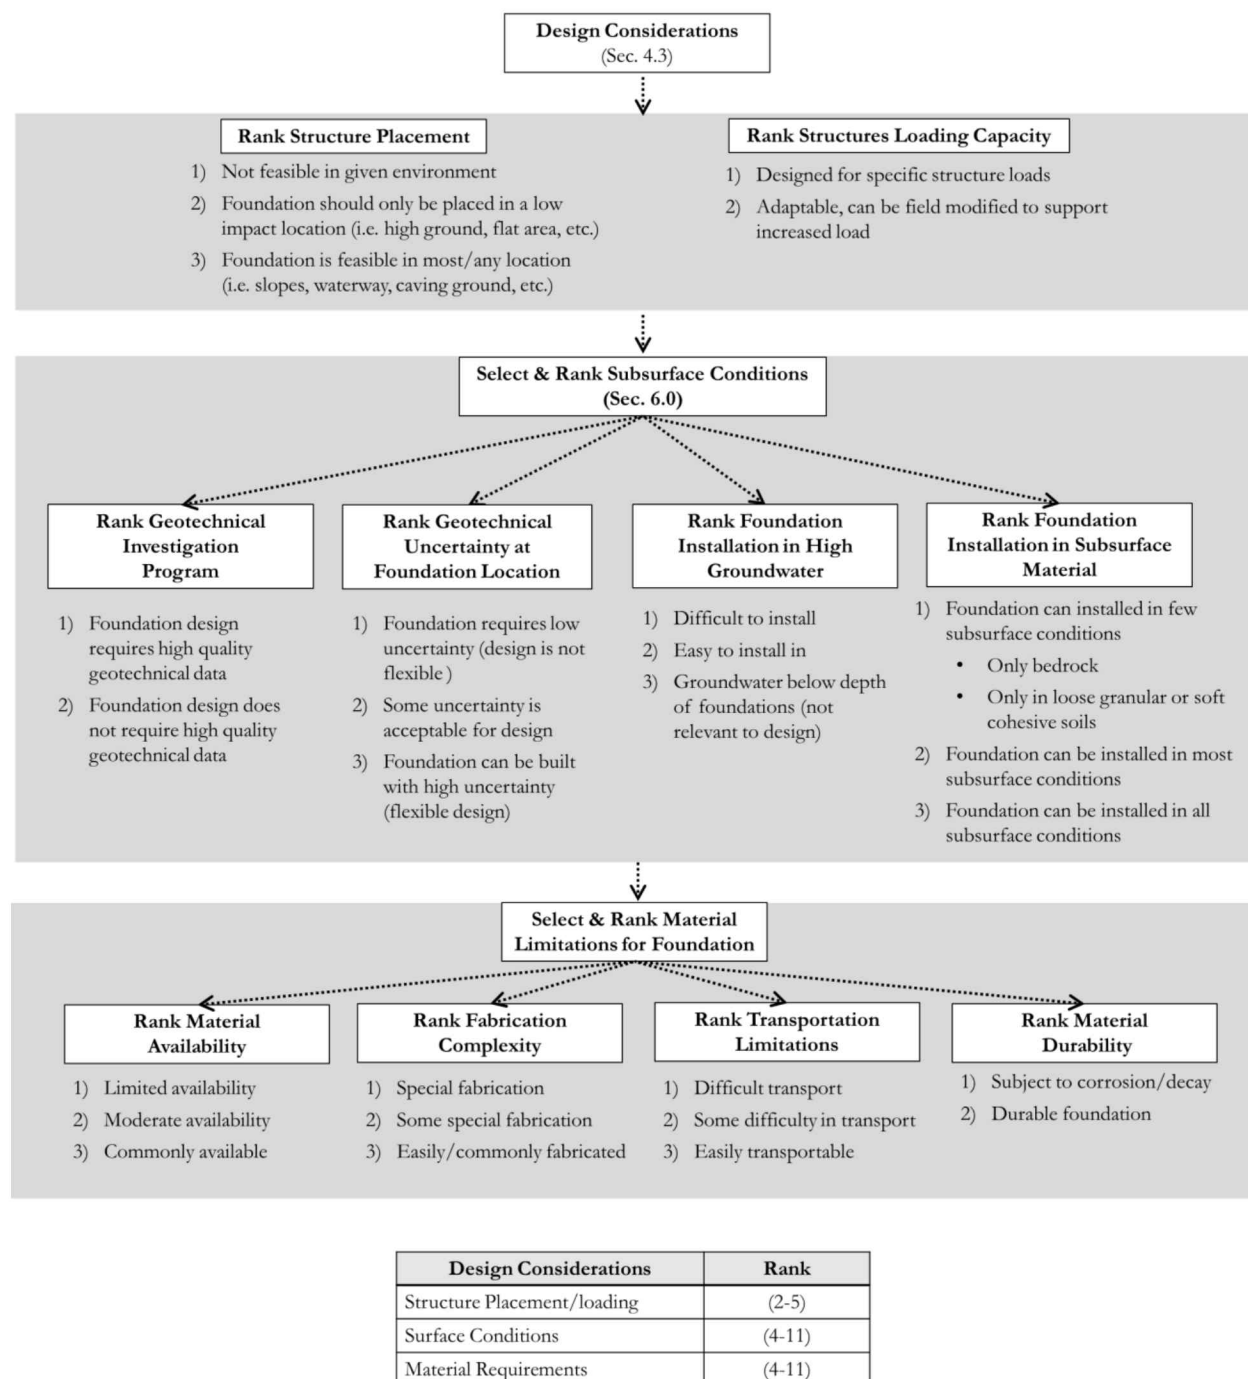 Design Considerations
(Sec. 4.3)
Rank Structure Placement
1) Not feasible in given environment
2) Foundation should only be placed in a low
impact location (i.e. high ground, flat area, etc.)
3) Foundation is feasible in most/any location
(i.e. slopes, waterway, caving ground, etc.)
Rank Structures Loading Capacity
1) Designed for specific structure loads
2) Adaptable, can be field modified to support
increased load
Select & Rank Subsurface Conditions
(Sec. 6.0)
Rank Geotechnical
Investigation
Program
1) Foundation design
requires high quality
geotechnical data
2) Foundation design does
not require high quality
geotechnical data
Rank Geotechnical
Uncertainty at
Foundation Location
1) Foundation requires low
uncertainty (design is not
flexible )
2) Some uncertainty is
acceptable for design
3) Foundation can be built
with high uncertainty
(flexible design)
Rank Foundation
Installation in High
Groundwater
1) Difficult to install
2) Easy to install in
3) Groundwater below depth
of foundations (not
relevant to design)
Rank Foundation
Installation in Subsurface
Material
1) Foundation can installed in few
subsurface conditions
• Only bedrock
• Only in loose granular or soft
cohesive soils
2) Foundation can be installed in most
subsurface conditions
3) Foundation can be installed in all
subsurface conditions
Select & Rank Material
Limitations for Foundation
Rank Material
Availability
1) Limited availability
2) Moderate availability
3) Commonly available
Rank Fabrication
Complexity
1) Special fabrication
2) Some special fabrication
3) Easily/commonly fabricated
Rank Transportation
Limitations
1) Difficult transport
2) Some difficulty in transport
3) Easily transportable
Rank Material
Durability
1) Subject to corrosion/decay
2) Durable foundation
Design Considerations Rank
Structure Placement/loading (2-5)
Surface Conditions (4-11)
Material Requirements (4-11)